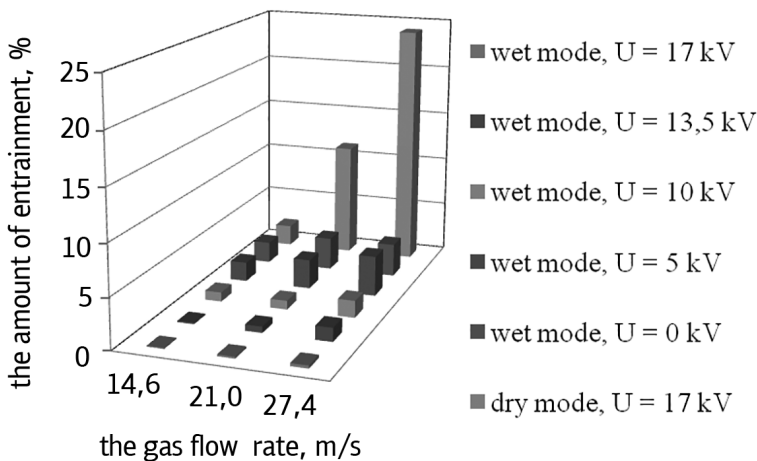 the amount of entrainment, %
25
20
15
10
5
0
14,6
21,0
27,4
the gas flow rate, m/s
wet mode, U = 17 kV
wet mode, U = 13,5 kV
wet mode, U = 10 kV
wet mode, U = 5 kV
wet mode, U = 0 kV
dry mode, U = 17 kV